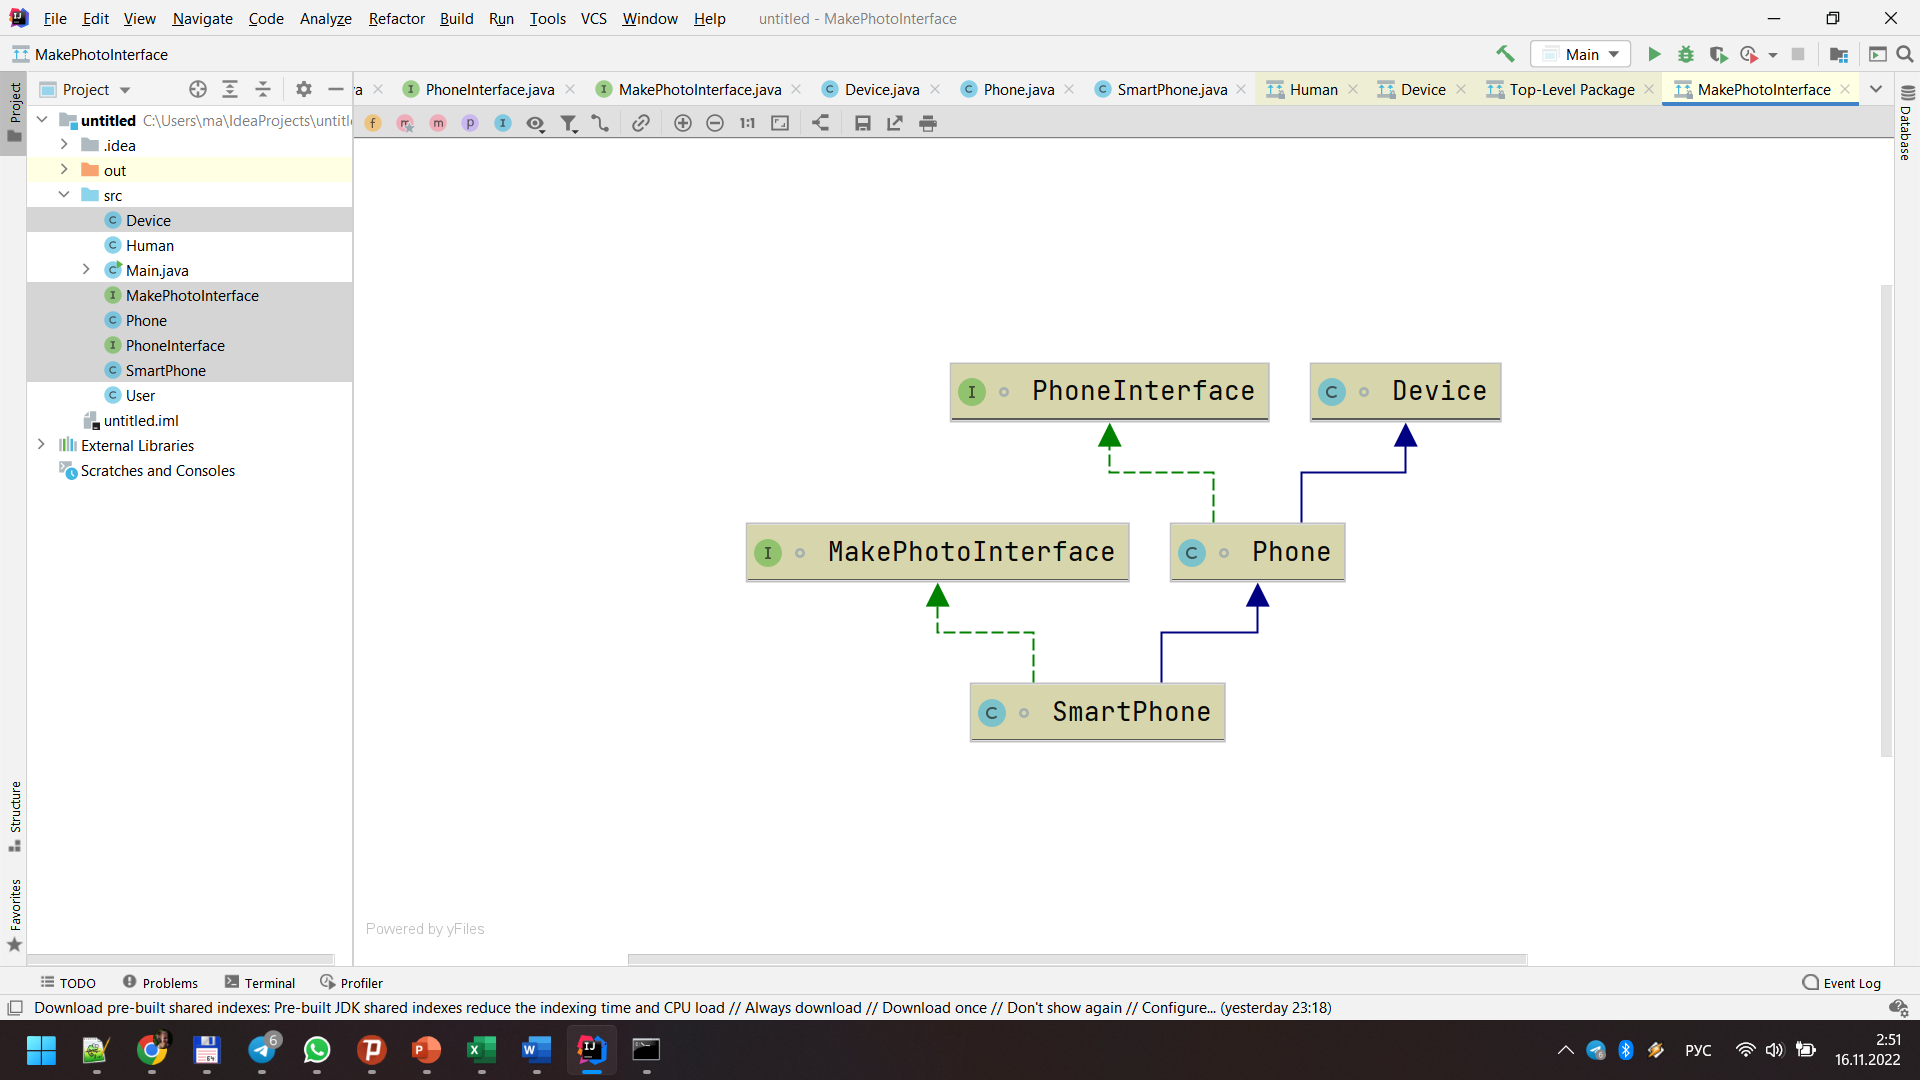 File Edit View Navigate Code Analyze Refactor Build Run Tools VCS Window Help untitled - MakePhotoInterface
MakePhotoInterface Main
Project PhoneInterface.java MakePhotoInterface.java Device.java Phone.java SmartPhone.java Human Device Top-Level Package MakePhotoInterface
Project
Database
untitled C:\Users\ma\IdeaProjects\untitl
.idea
out
src
Device
Human
Main.java
MakePhotoInterface
Phone
PhoneInterface
SmartPhone
User
untitled.iml
External Libraries
Scratches and Consoles
f m m p I 1:1
I PhoneInterface C Device
I MakePhotoInterface C Phone
C SmartPhone
Structure
Favorites
Powered by yFiles
TODO Problems Terminal Profiler Event Log
Download pre-built shared indexes: Pre-built JDK shared indexes reduce the indexing time and CPU load // Always download // Download once // Don't show again // Configure... (yesterday 23:18)
6 РУС 2:51
16.11.2022